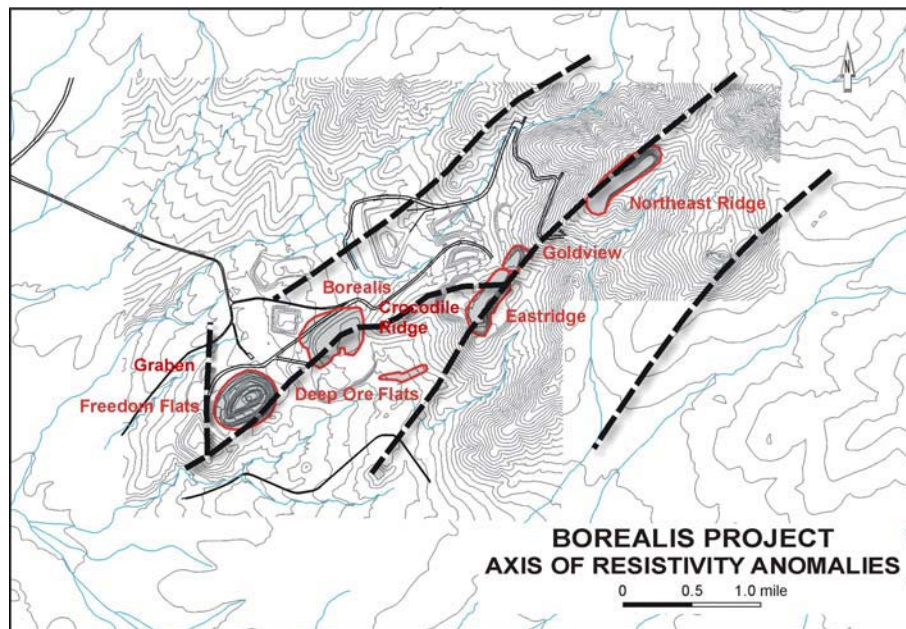 N
Northeast Ridge
Goldview
Borealis
Crocodile
Ridge
Eastridge
Graben
Deep Ore Flats
Freedom Flats
BOREALIS PROJECT
AXIS OF RESISTIVITY ANOMALIES
0 0.5 1.0 mile